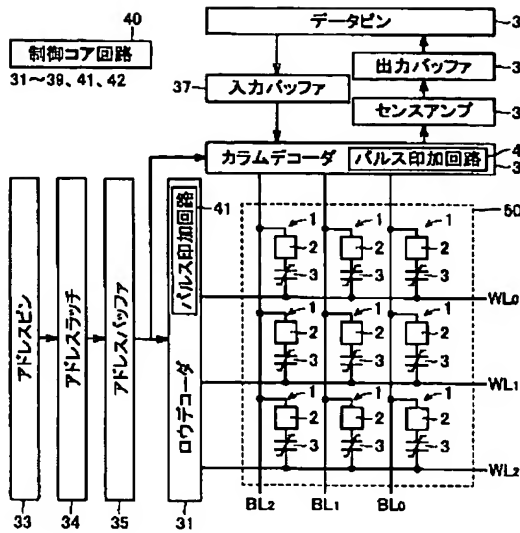 40
制御コア回路
31〜39、41、42
データピン
3
37
入力バッファ
出力バッファ
3
センスアンプ
3
カラムデコーダ
パルス印加回路
4
3
アドレスピン
33
アドレスラッチ
34
アドレスバッファ
35
ロウデコーダ
31
パルス印加回路
41
50
1 1 1
2 2 2
3 3 3
WL0
1 1 1
2 2 2
3 3 3
WL1
1 1 1
2 2 2
3 3 3
WL2
BL2 BL1 BL0